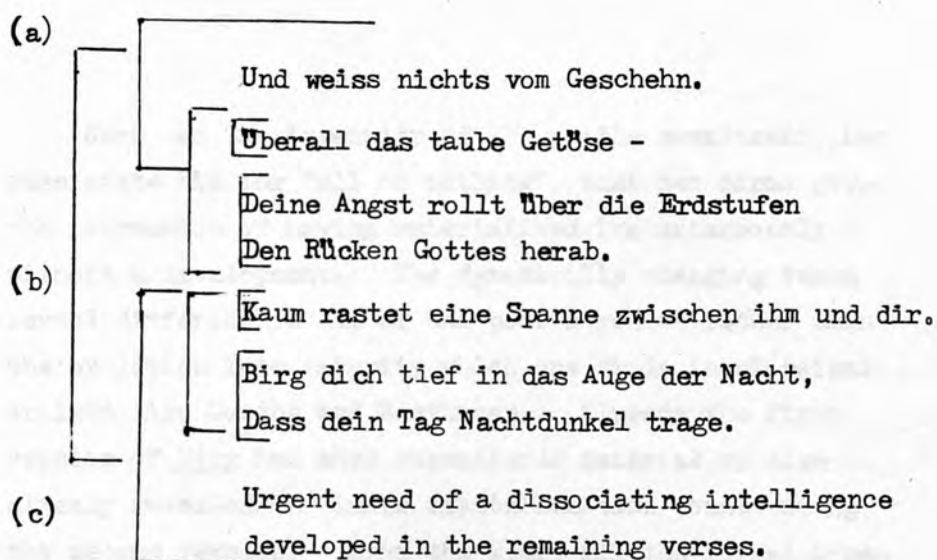 (a)
Und weiss nichts vom Geschehn.
Überall das taube Getöse -
Deine Angst rollt über die Erdstufen
Den Rücken Gottes herab.
(b)
Kaum rastet eine Spanne zwischen ihm und dir.
Birg dich tief in das Auge der Nacht,
Dass dein Tag Nachtdunkel trage.
(c)
Urgent need of a dissociating intelligence
developed in the remaining verses.